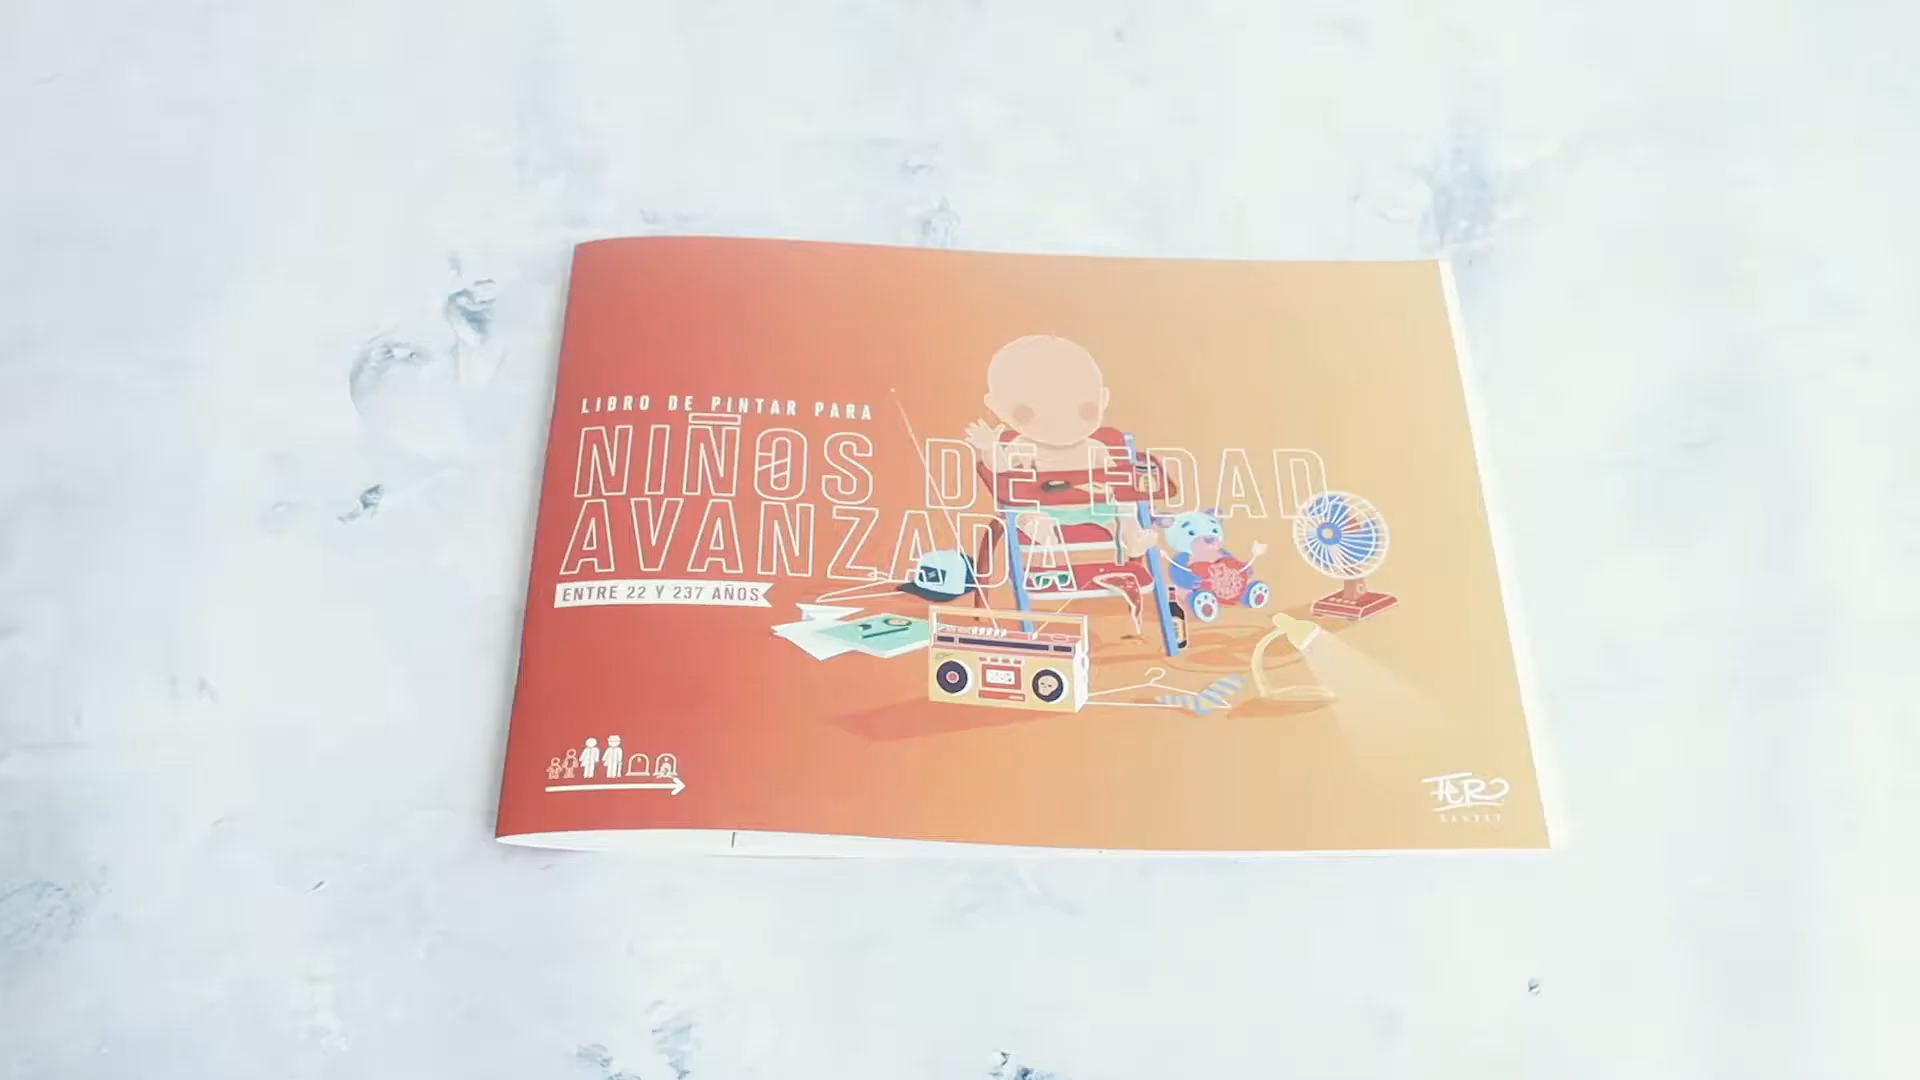 LIBRO DE PINTAR PARA
NIÑOS DE EDAD
AVANZADA
ENTRE 22 Y 237 AÑOS